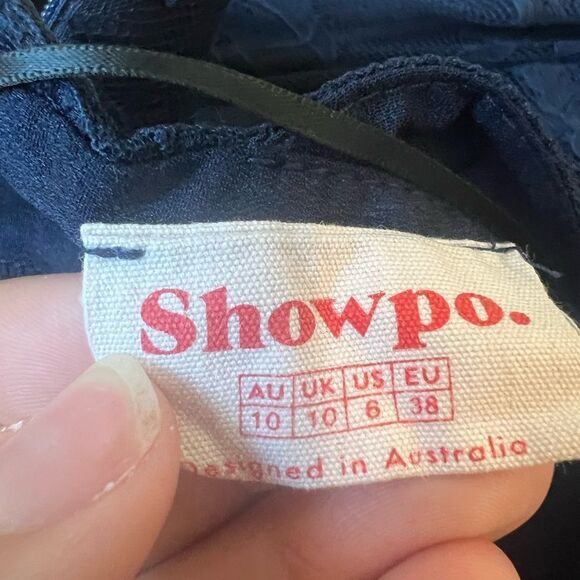 Showpo.
AU UK US EU
10 10 6 38
Designed in Australia